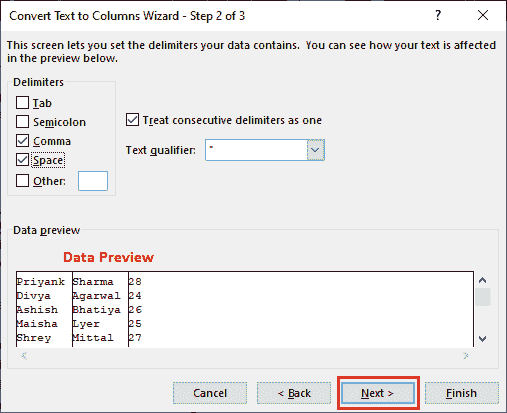 Convert Text to Columns Wizard - Step 2 of 3
?
This screen lets you set the delimiters your data contains. You can see how your text is affected
in the preview below.
Delimiters
Tab
Semicolon
Comma
Space
Other:
Treat consecutive delimiters as one
Text qualifier: "
Data preview
Data Preview
Priyank Sharma 28
Divya Agarwal 24
Ashish Bhatiya 26
Maisha Lyer 25
Shrey Mittal 27
Cancel < Back Next > Finish